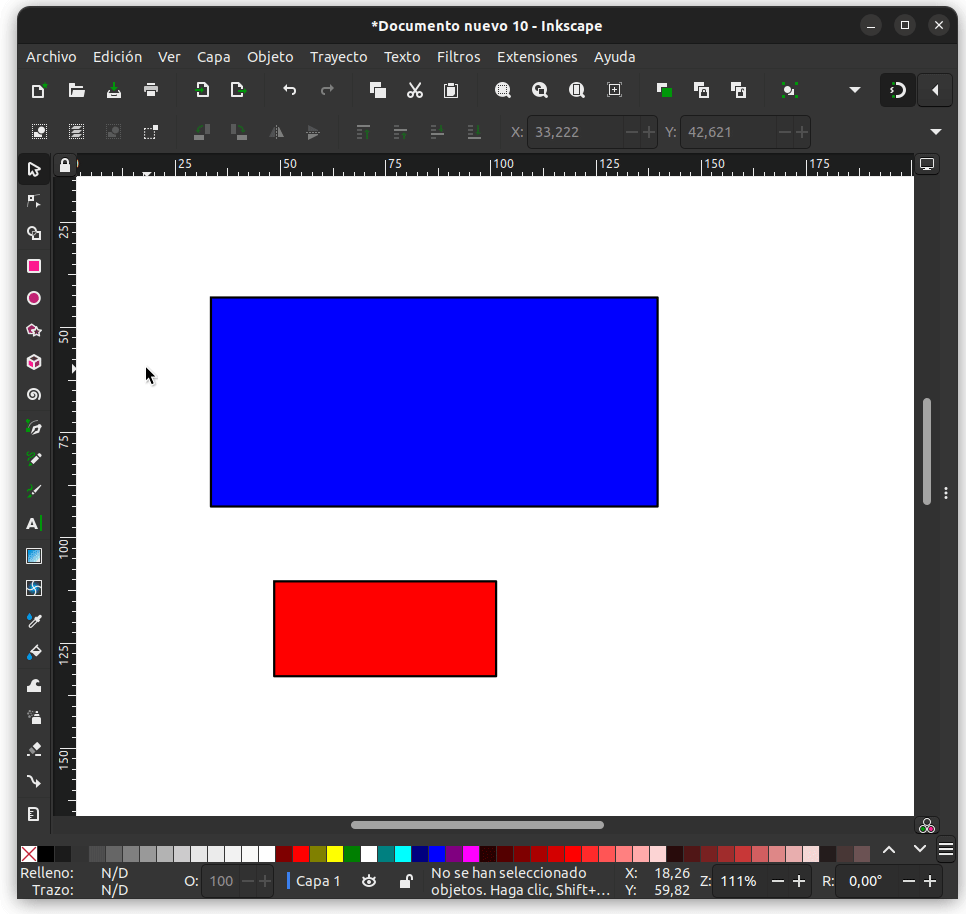 *Documento nuevo 10 - Inkscape
Archivo Edición Ver Capa Objeto Trayecto Texto Filtros Extensiones Ayuda
X: 33,222 Y: 42,621
25 50 75 100 125 150 175
25
50
75
100
125
150
Relleno: N/D
Trazo: N/D
O: 100
Capa 1
No se han seleccionado
objetos. Haga clic, Shift+...
X: 18,26
Y: 59,82
Z: 111%
R: 0,00°